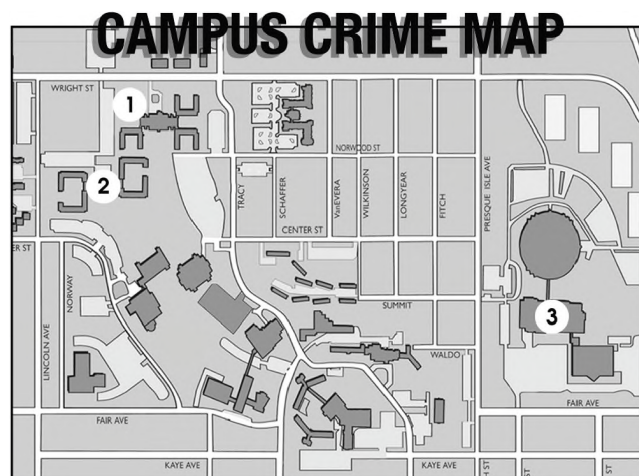 CAMPUS CRIME MAP
WRIGHT ST
1
NORWOOD ST
2
TRACY
SCHAFFER
VanEVERA
WILKINSON
LONGYEAR
FITCH
PRESQUE ISLE AVE
CENTER ST
ER ST
NORWAY
LINCOLN AVE
SUMMIT
3
WALDO
FAIR AVE
FAIR AVE
KAYE AVE
KAYE AVE
H ST
ST
ST